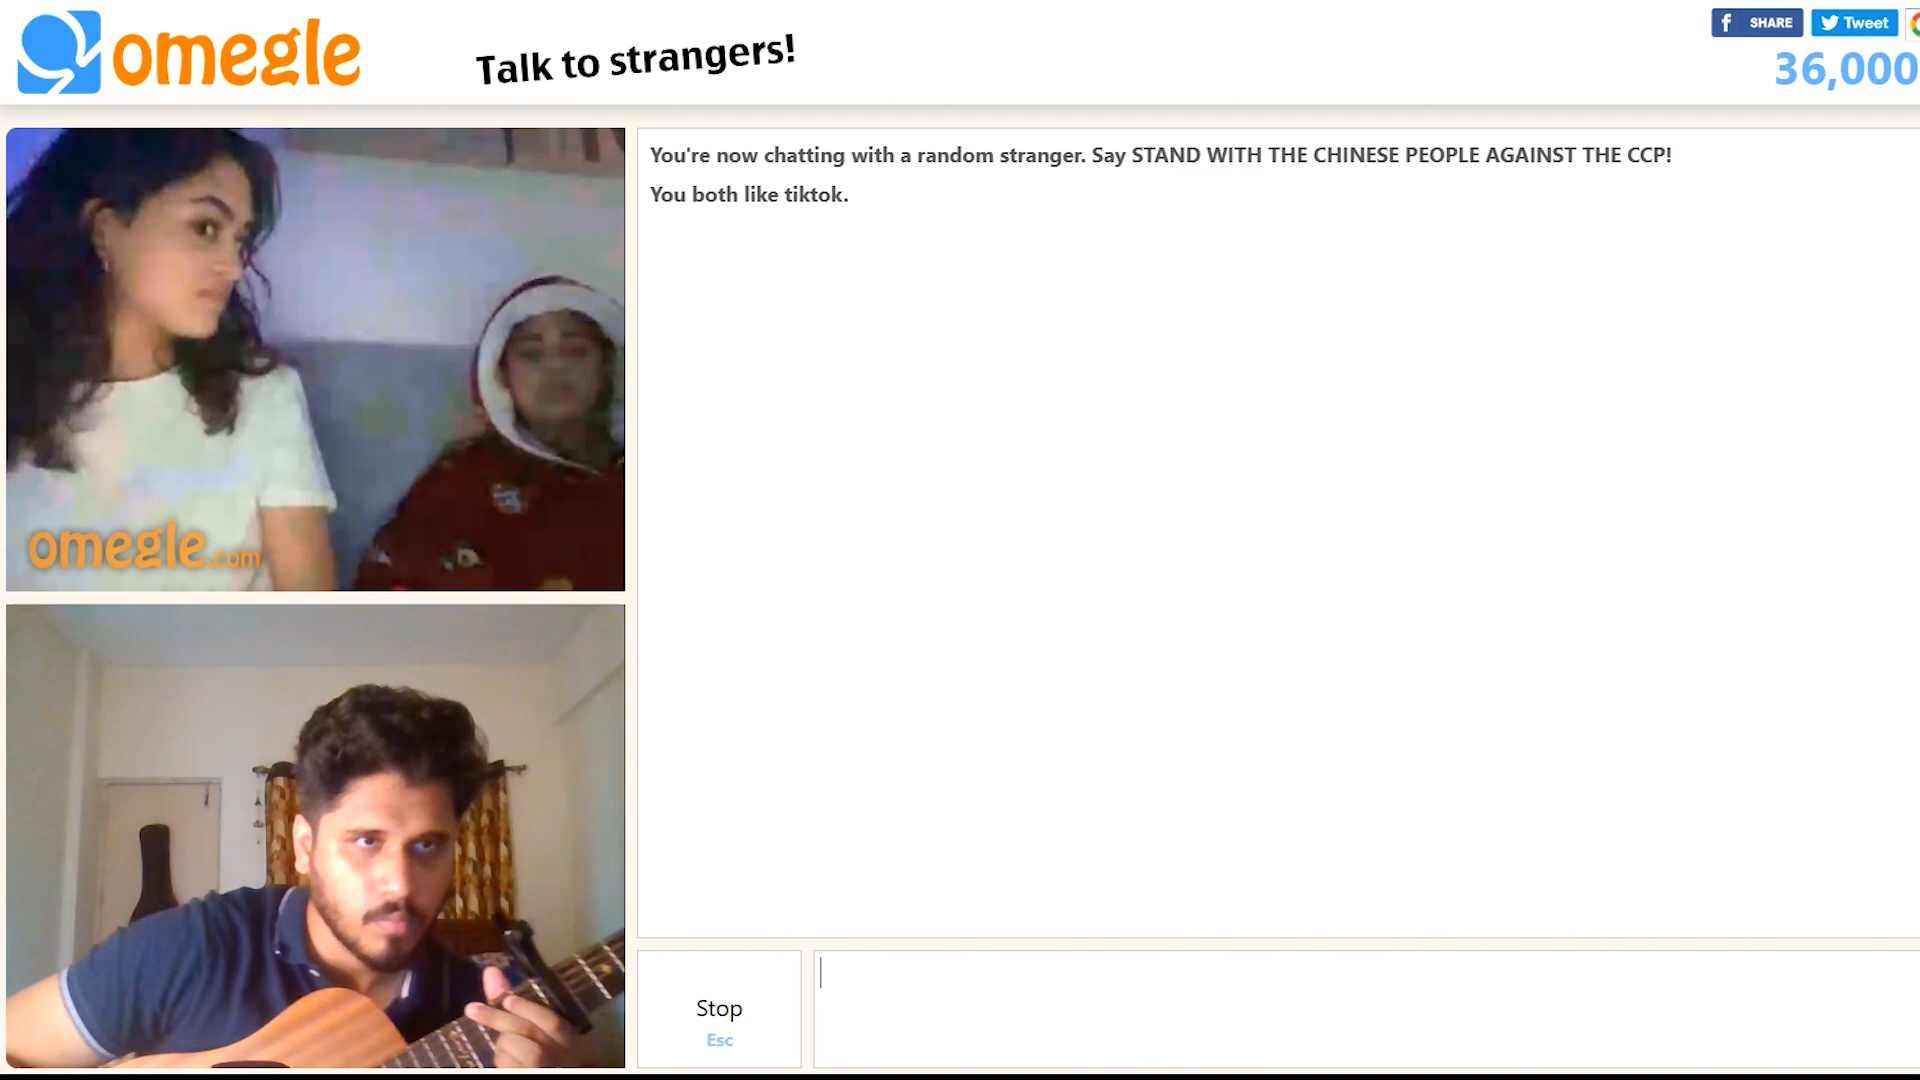 omegle
Talk to strangers!
SHARE
Tweet
36,000
You're now chatting with a random stranger. Say STAND WITH THE CHINESE PEOPLE AGAINST THE CCP!
You both like tiktok.
omegle.com
Stop
Esc